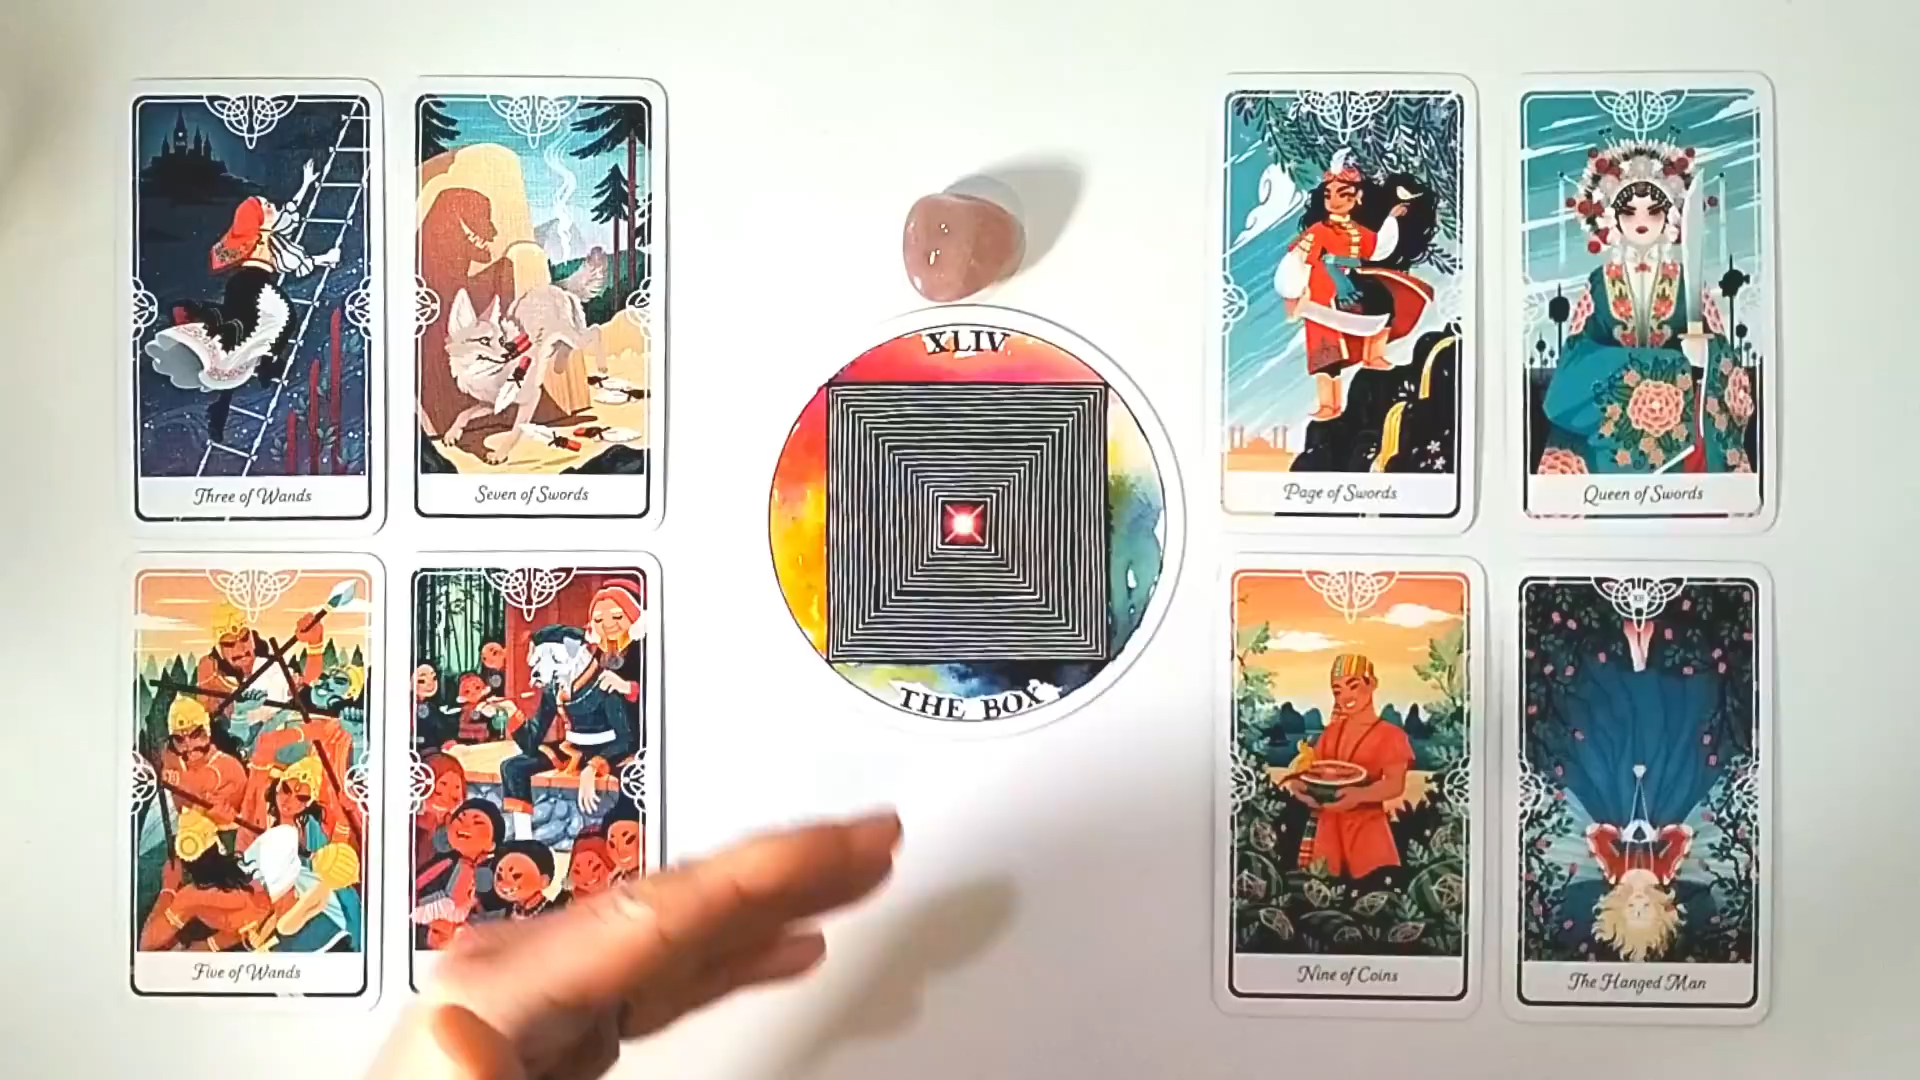 Three of Wands
Seven of Swords
XLIV
THE BOX
Page of Swords
Queen of Swords
Five of Wands
Nine of Coins
XII
The Hanged Man